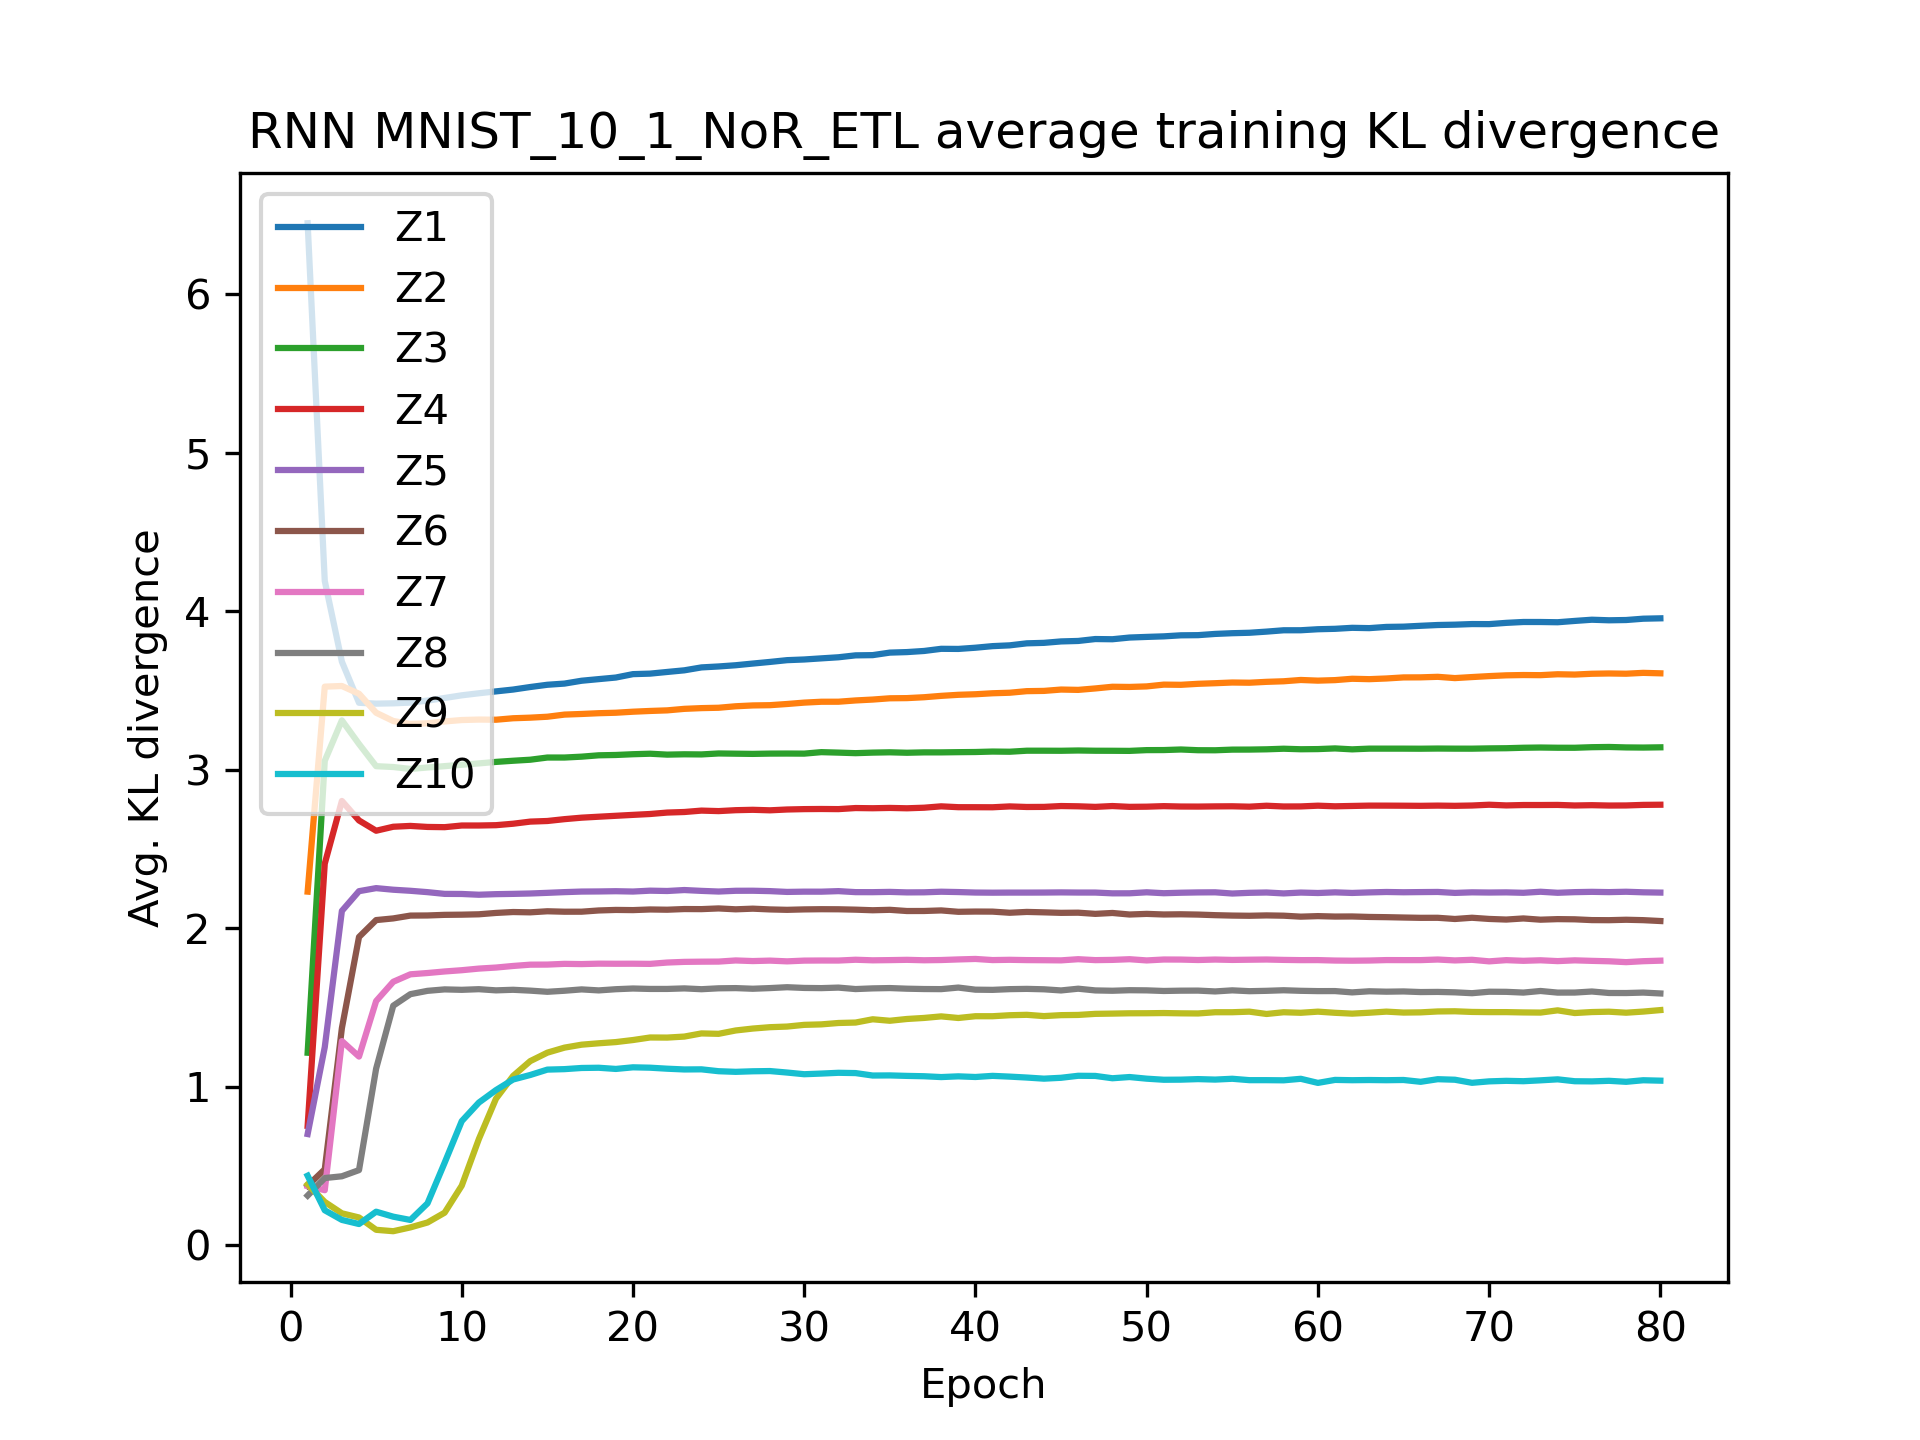 RNN MNIST_10_1_NoR_ETL average training KL divergence
Z1
Z2
Z3
Z4
Z5
Z6
Z7
Z8
Z9
Z10
6
5
4
3
2
1
0
Avg. KL divergence
0 10 20 30 40 50 60 70 80
Epoch